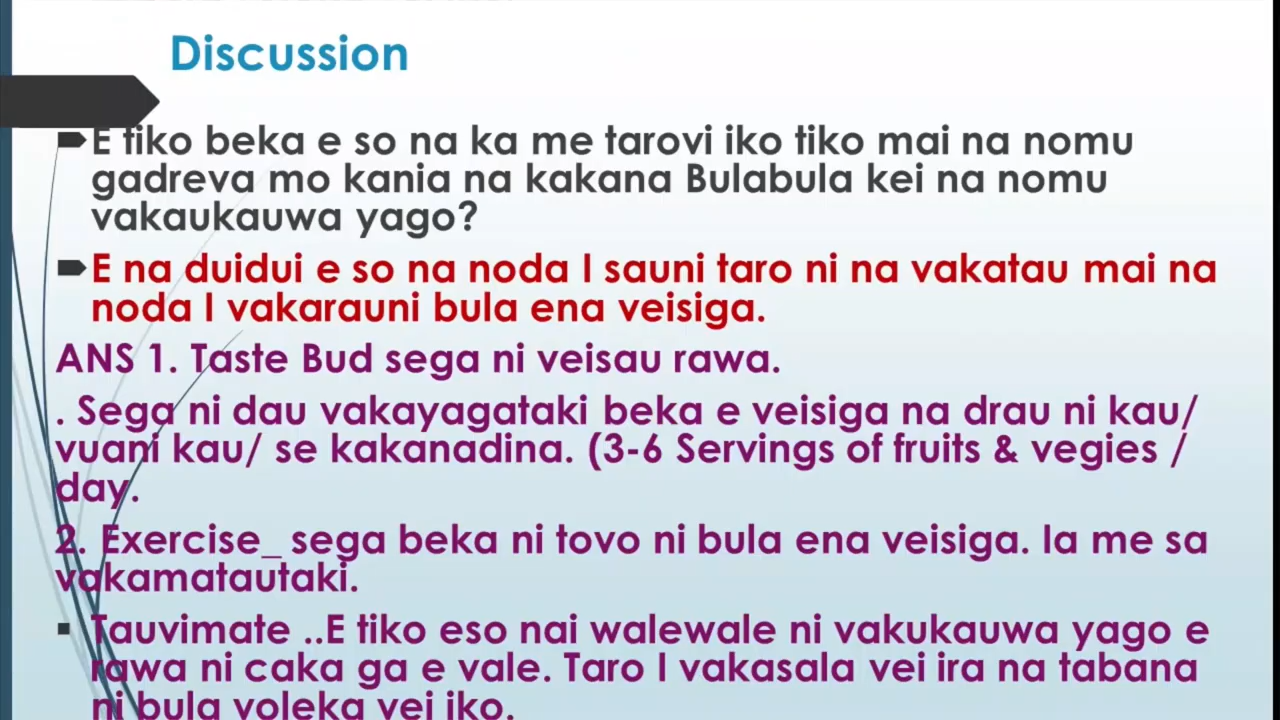 Discussion
E tiko beka e so na ka me tarovi iko tiko mai na nomu
gadreva mo kania na kakana Bulabula kei na nomu
vakaukauwa yago?
E na duidui e so na noda I sauni taro ni na vakatau mai na
noda I vakarauni bula ena veisiga.
ANS 1. Taste Bud sega ni veisau rawa.
. Sega ni dau vakayagataki beka e veisiga na drau ni kau/
vuani kau/ se kakanadina. (3-6 Servings of fruits & vegies /
day.
2. Exercise_ sega beka ni tovo ni bula ena veisiga. Ia me sa
vakamatautaki.
Tauvimate ..E tiko eso nai walewale ni vakukauwa yago e
rawa ni caka ga e vale. Taro I vakasala vei ira na tabana
ni bula voleka vei iko.